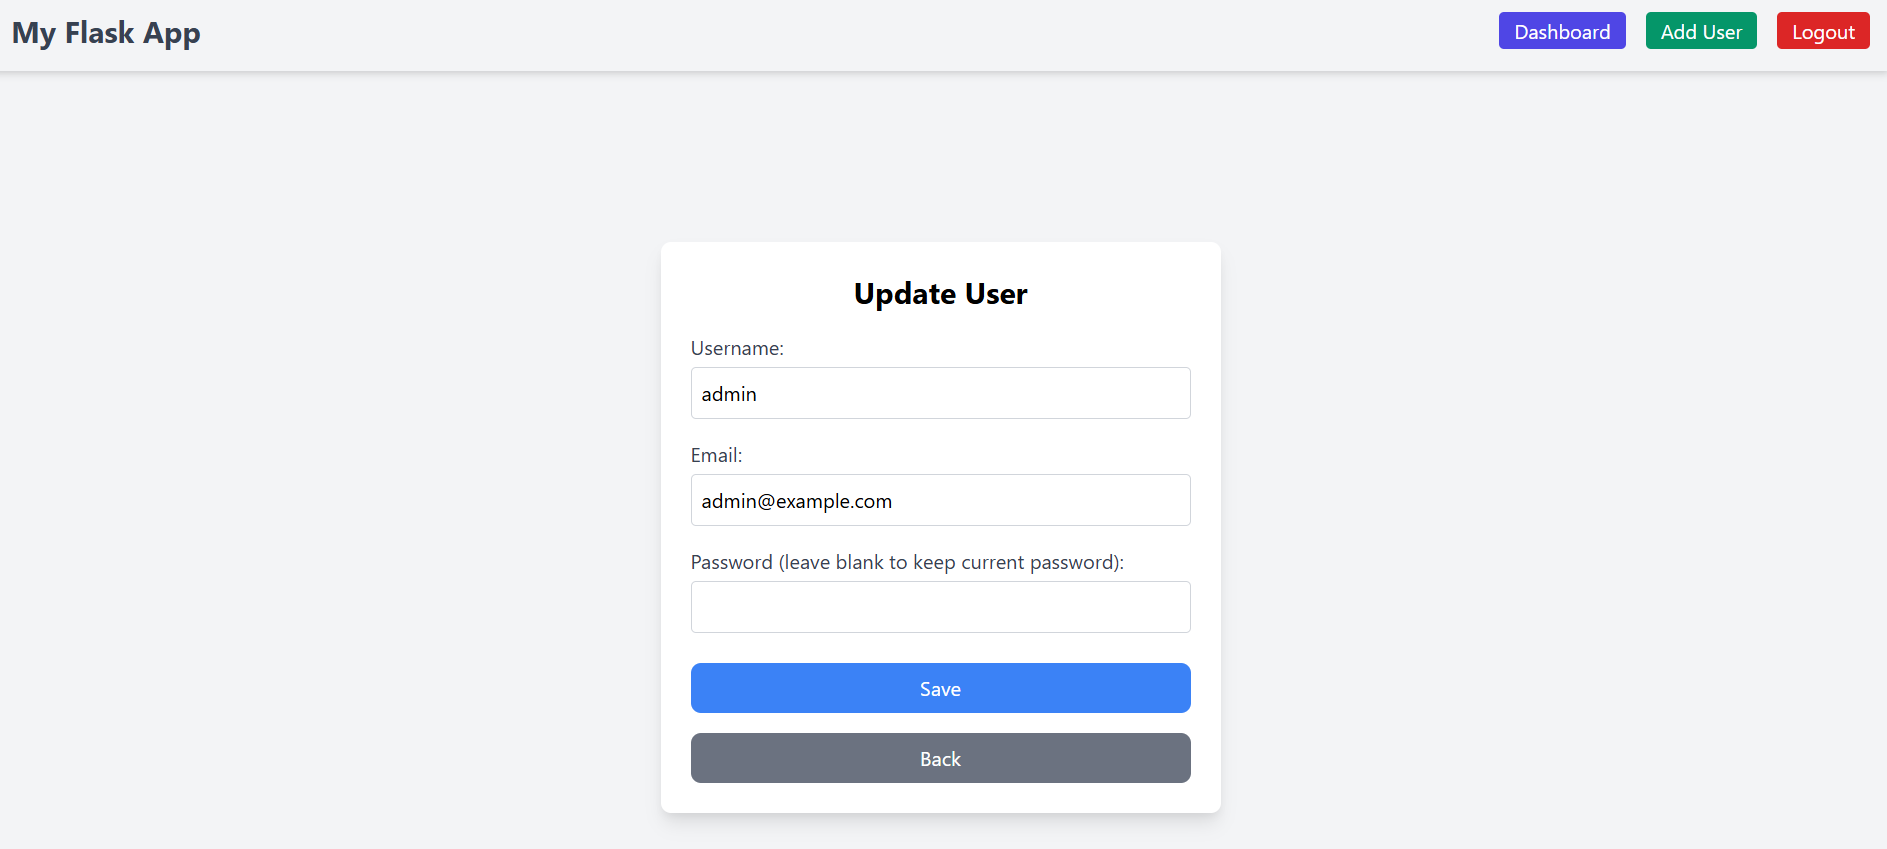 My Flask App
Dashboard
Add User
Logout
Update User
Username:
admin
Email:
admin@example.com
Password (leave blank to keep current password):
Save
Back